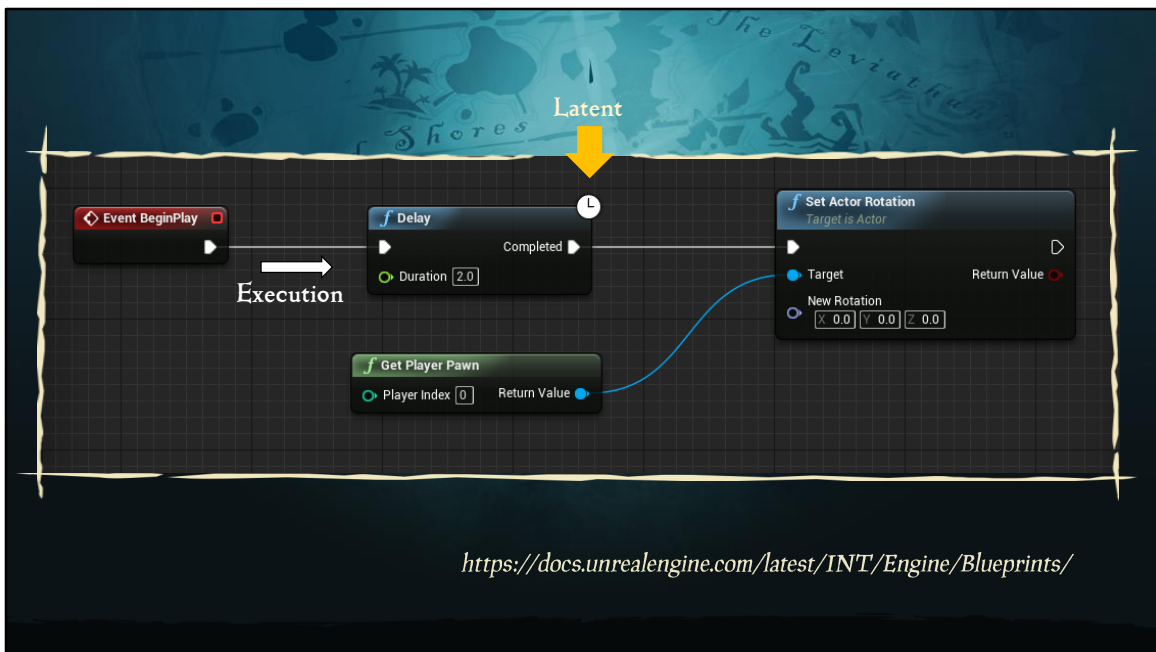 The Leviathan
Shores
Latent
Event BeginPlay
Delay
Completed
Duration 2.0
Execution
Set Actor Rotation
Target is Actor
Target
Return Value
New Rotation
X 0.0 Y 0.0 Z 0.0
Get Player Pawn
Player Index 0
Return Value
https://docs.unrealengine.com/latest/INT/Engine/Blueprints/